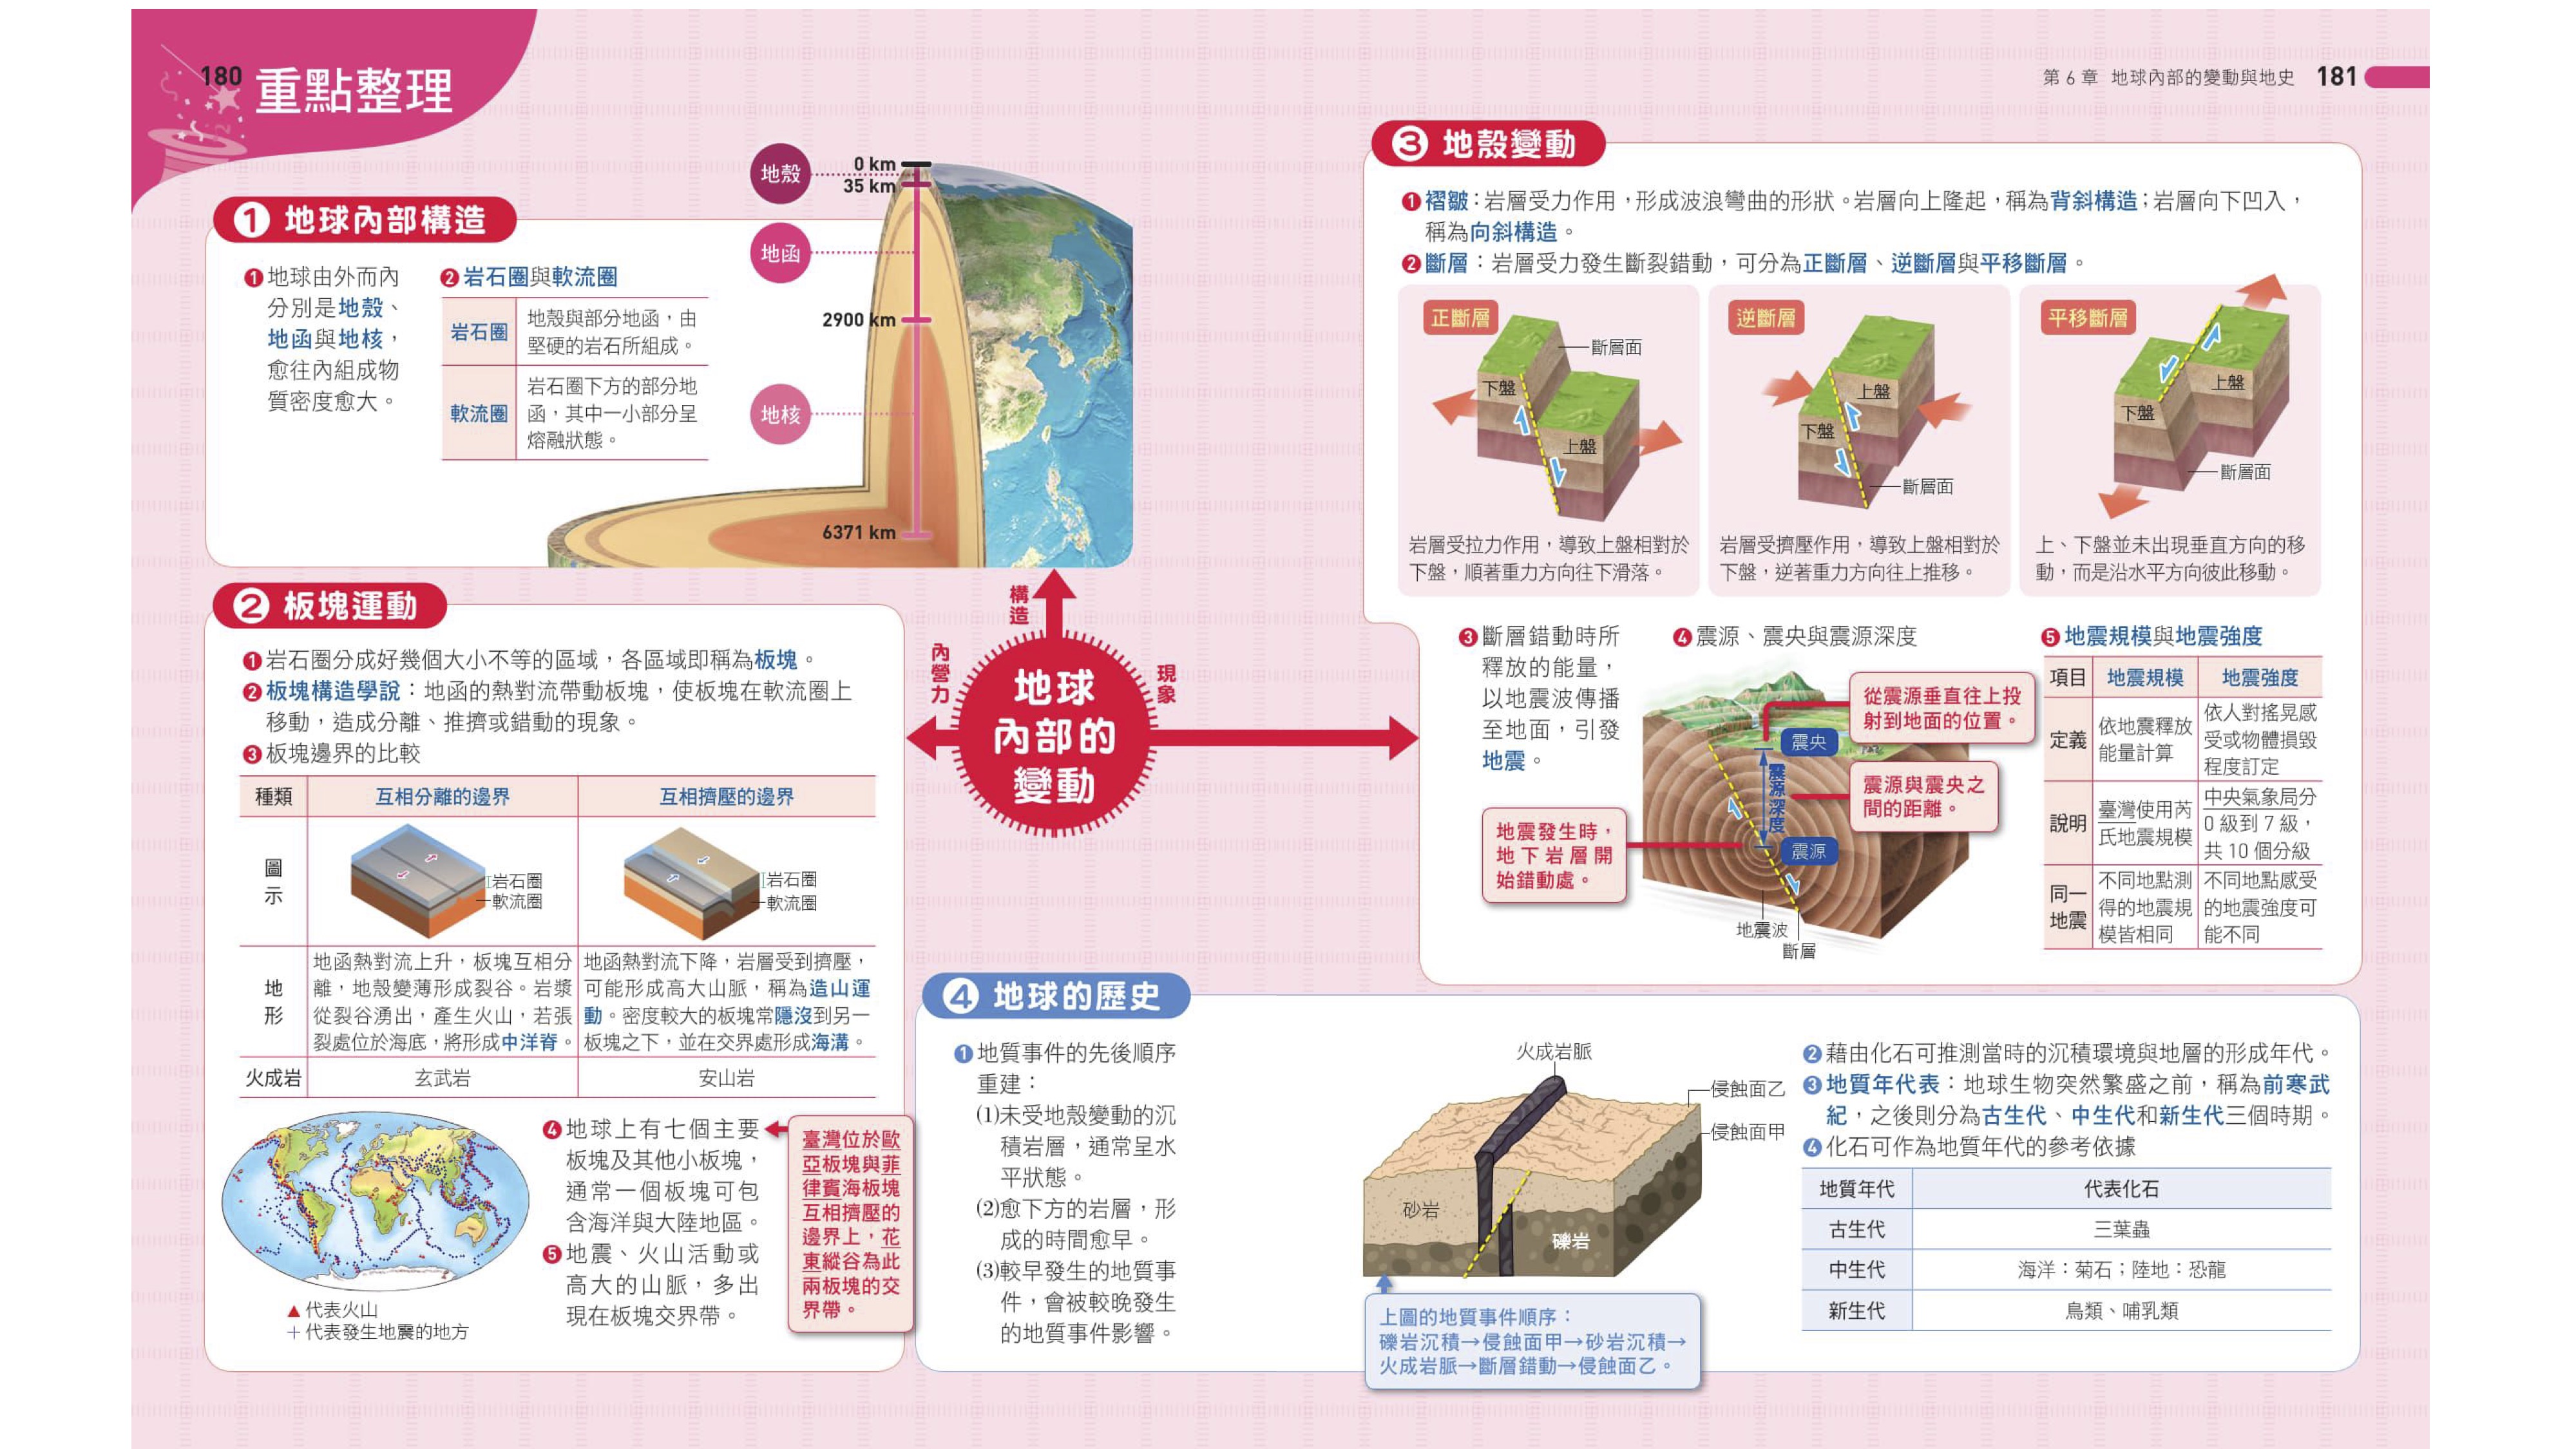 180 重點整理
第 6 章 地球內部的變動與地史 181
1 地球內部構造
❶地球由外而內
分別是地殼、
地函與地核，
愈往內組成物
質密度愈大。
❷岩石圈與軟流圈
岩石圈
地殼與部分地函，由
堅硬的岩石所組成。
軟流圈
岩石圈下方的部分地
函，其中一小部分呈
熔融狀態。
地殼
地函
地核
0 km
35 km
2900 km
6371 km
2 板塊運動
❶岩石圈分成好幾個大小不等的區域，各區域即稱為板塊。
❷板塊構造學說：地函的熱對流帶動板塊，使板塊在軟流圈上
移動，造成分離、推擠或錯動的現象。
❸板塊邊界的比較
種類 互相分離的邊界 互相擠壓的邊界
圖
示
岩石圈
軟流圈
岩石圈
軟流圈
地
形
地函熱對流上升，板塊互相分
離，地殼變薄形成裂谷。岩漿
從裂谷湧出，產生火山，若張
裂處位於海底，將形成中洋脊。
地函熱對流下降，岩層受到擠壓，
可能形成高大山脈，稱為造山運
動。密度較大的板塊常隱沒到另一
板塊之下，並在交界處形成海溝。
火成岩 玄武岩 安山岩
▲代表火山
＋代表發生地震的地方
❹地球上有七個主要
板塊及其他小板塊，
通常一個板塊可包
含海洋與大陸地區。
❺地震、火山活動或
高大的山脈，多出
現在板塊交界帶。
臺灣位於歐
亞板塊與菲
律賓海板塊
互相擠壓的
邊界上，花
東縱谷為此
兩板塊的交
界帶。
構造
內營力
現象
地球
內部的
變動
3 地殼變動
❶褶皺：岩層受力作用，形成波浪彎曲的形狀。岩層向上隆起，稱為背斜構造；岩層向下凹入，
稱為向斜構造。
❷斷層：岩層受力發生斷裂錯動，可分為正斷層、逆斷層與平移斷層。
正斷層
斷層面
下盤
上盤
岩層受拉力作用，導致上盤相對於
下盤，順著重力方向往下滑落。
逆斷層
上盤
下盤
斷層面
岩層受擠壓作用，導致上盤相對於
下盤，逆著重力方向往上推移。
平移斷層
上盤
下盤
斷層面
上、下盤並未出現垂直方向的移
動，而是沿水平方向彼此移動。
❸斷層錯動時所
釋放的能量，
以地震波傳播
至地面，引發
地震。
❹震源、震央與震源深度
從震源垂直往上投
射到地面的位置。
震央
震源深度
震源與震央之
間的距離。
震源
地震發生時，
地下岩層開
始錯動處。
地震波
斷層
❺地震規模與地震強度
項目 地震規模 地震強度
定義
依地震釋放
能量計算
依人對搖晃感
受或物體損毀
程度訂定
說明
臺灣使用芮
氏地震規模
中央氣象局分
0 級到 7 級，
共 10 個分級
同一
地震
不同地點測
得的地震規
模皆相同
不同地點感受
的地震強度可
能不同
4 地球的歷史
❶地質事件的先後順序
重建：
⑴未受地殼變動的沉
積岩層，通常呈水
平狀態。
⑵愈下方的岩層，形
成的時間愈早。
⑶較早發生的地質事
件，會被較晚發生
的地質事件影響。
火成岩脈
侵蝕面乙
侵蝕面甲
砂岩
礫岩
上圖的地質事件順序：
礫岩沉積→侵蝕面甲→砂岩沉積→
火成岩脈→斷層錯動→侵蝕面乙。
❷藉由化石可推測當時的沉積環境與地層的形成年代。
❸地質年代表：地球生物突然繁盛之前，稱為前寒武
紀，之後則分為古生代、中生代和新生代三個時期。
❹化石可作為地質年代的參考依據
地質年代 代表化石
古生代 三葉蟲
中生代 海洋：菊石；陸地：恐龍
新生代 鳥類、哺乳類